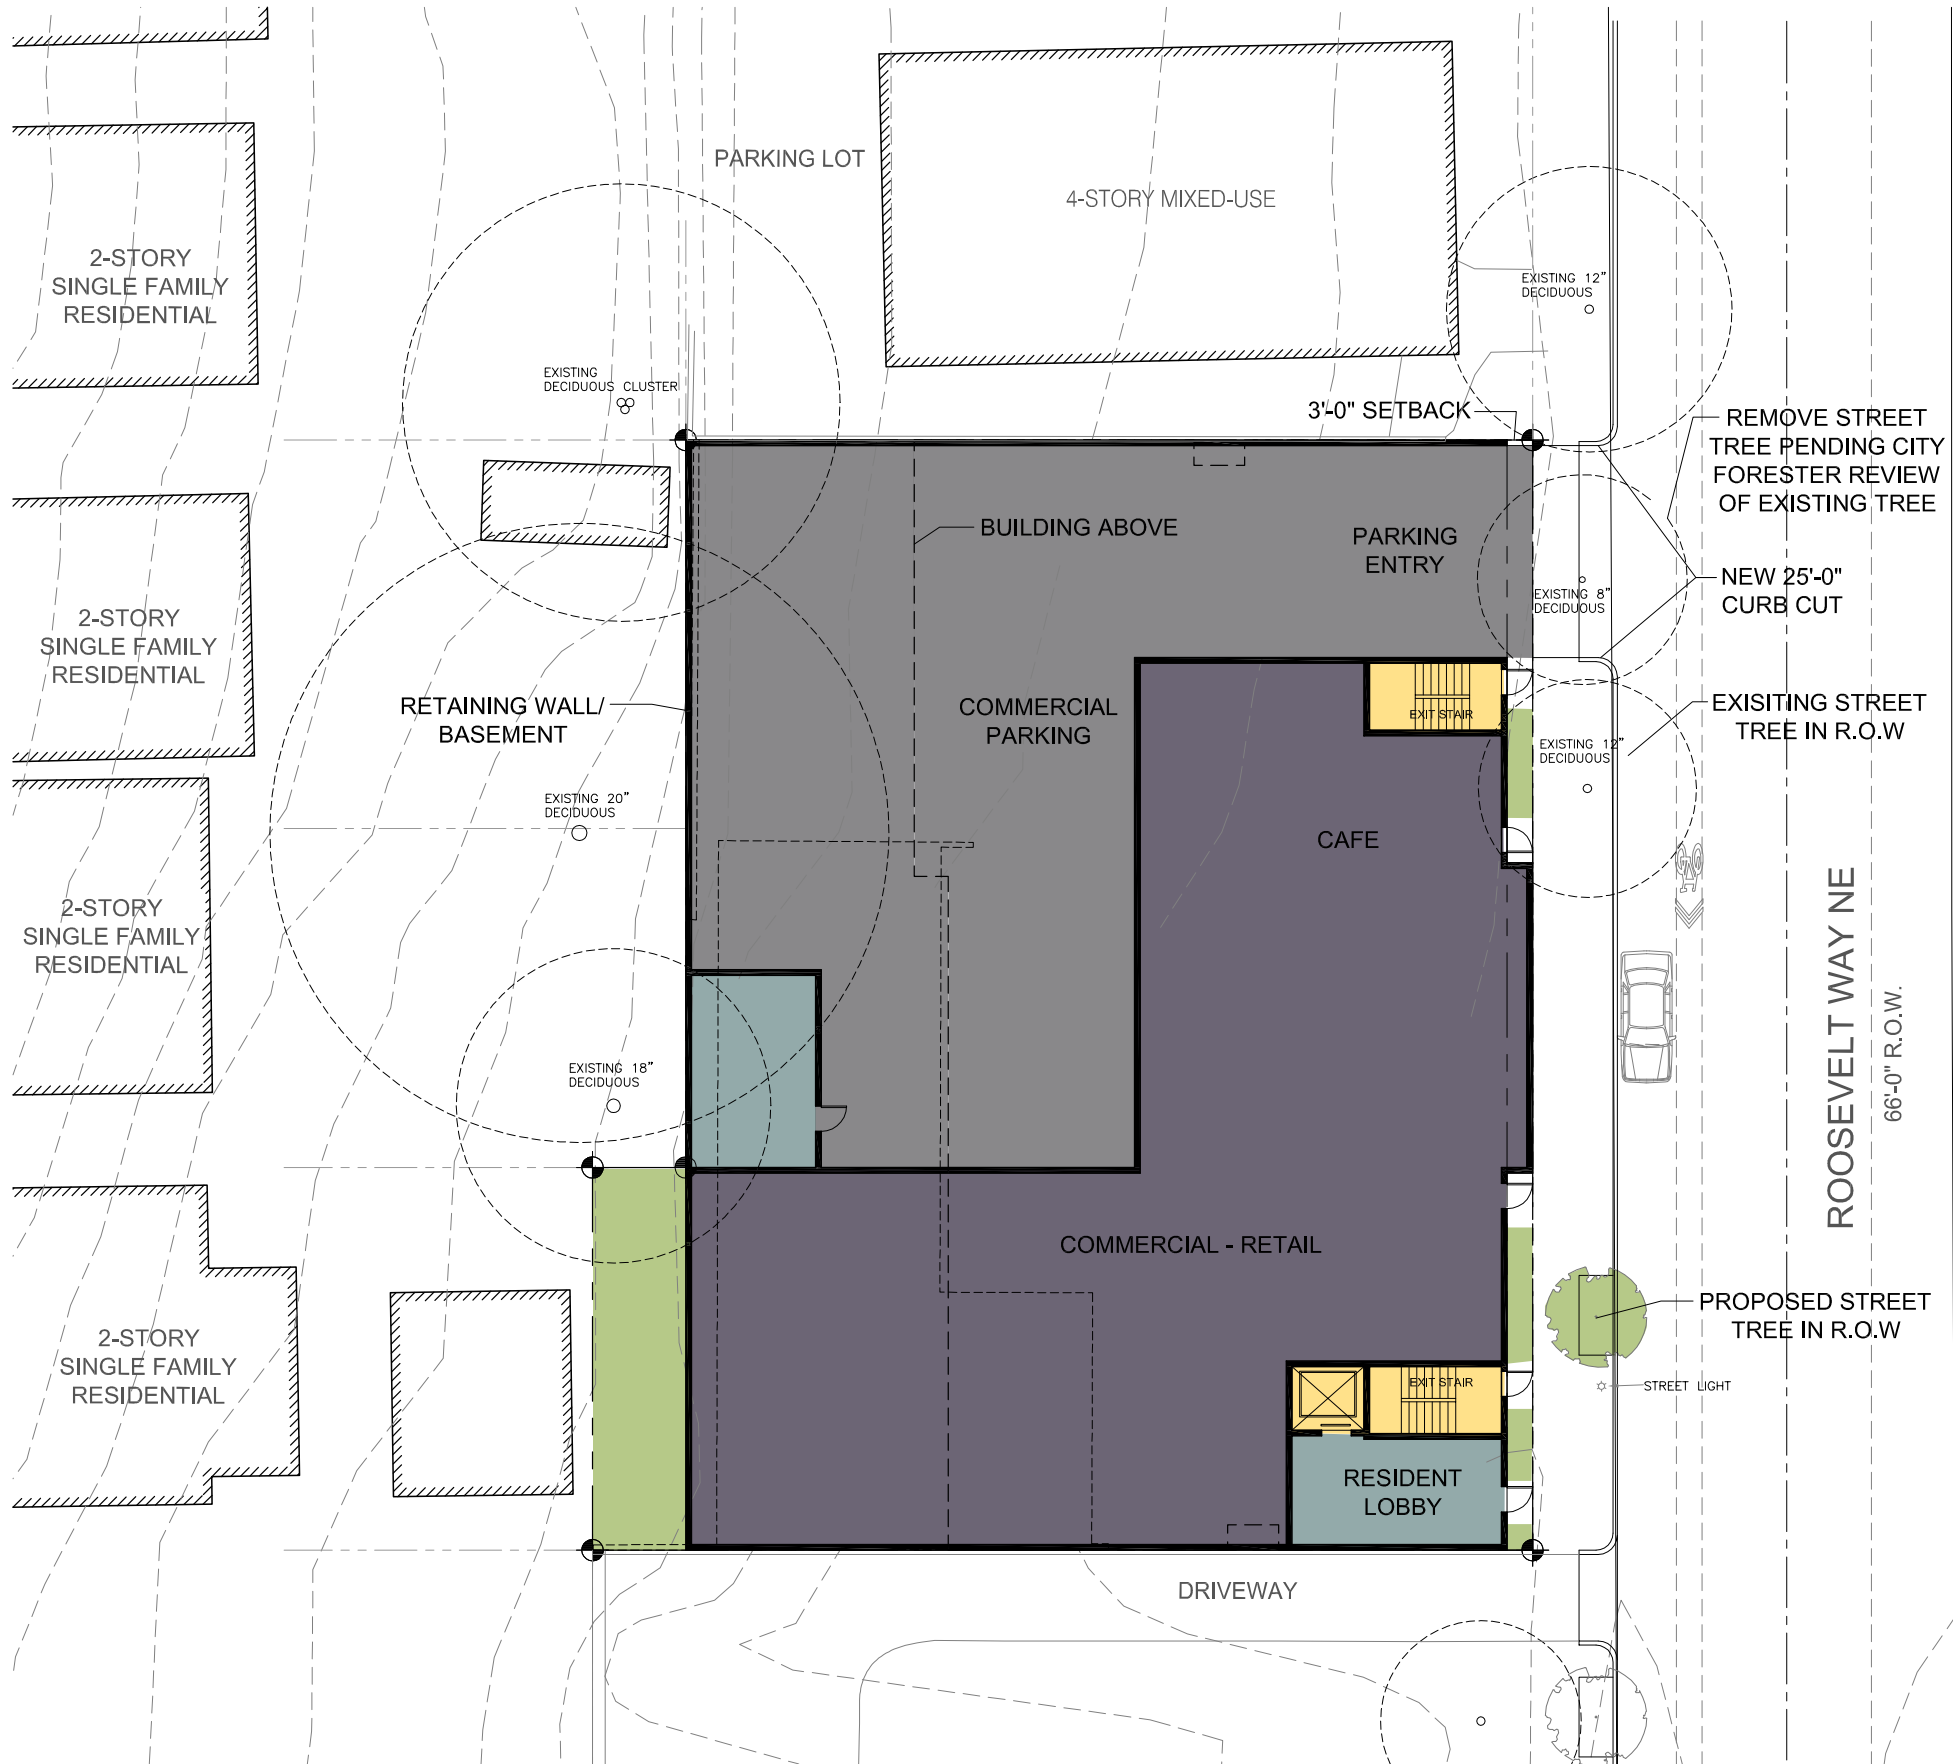 PARKING LOT
4-STORY MIXED-USE
2-STORY
SINGLE FAMILY
RESIDENTIAL
EXISTING 12"
DECIDUOUS
EXISTING
DECIDUOUS CLUSTER
3'-0" SETBACK
REMOVE STREET
TREE PENDING CITY
FORESTER REVIEW
OF EXISTING TREE
BUILDING ABOVE
PARKING
ENTRY
NEW 25'-0"
CURB CUT
EXISTING 8"
DECIDUOUS
2-STORY
SINGLE FAMILY
RESIDENTIAL
RETAINING WALL/
BASEMENT
COMMERCIAL
PARKING
EXIT STAIR
EXISITING STREET
TREE IN R.O.W
EXISTING 12"
DECIDUOUS
EXISTING 20"
DECIDUOUS
CAFE
2-STORY
SINGLE FAMILY
RESIDENTIAL
ROOSEVELT WAY NE
66'-0" R.O.W.
EXISTING 18"
DECIDUOUS
COMMERCIAL - RETAIL
PROPOSED STREET
TREE IN R.O.W
2-STORY
SINGLE FAMILY
RESIDENTIAL
EXIT STAIR
STREET LIGHT
RESIDENT
LOBBY
DRIVEWAY